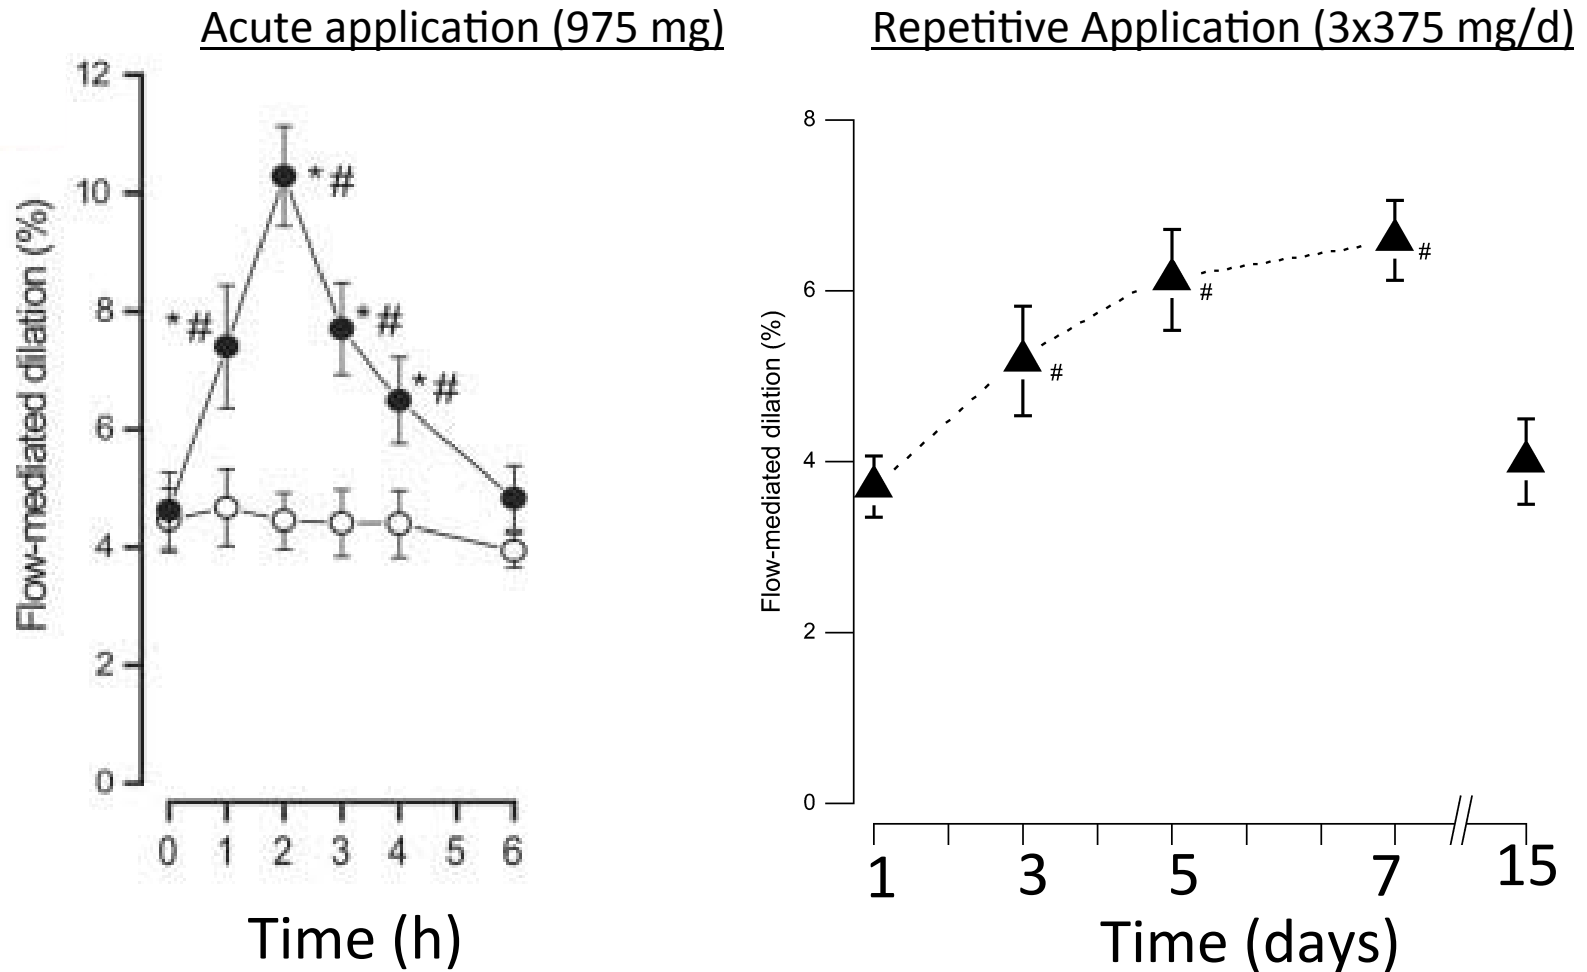 Acute application (975 mg)
12
10
8
6
4
2
0
Flow-mediated dilation (%)
*#
*#
*#
*#
0 1 2 3 4 5 6
Time (h)
Repetitive Application (3x375 mg/d)
8
6
4
2
0
Flow-mediated dilation (%)
#
#
#
1 3 5 7 15
Time (days)